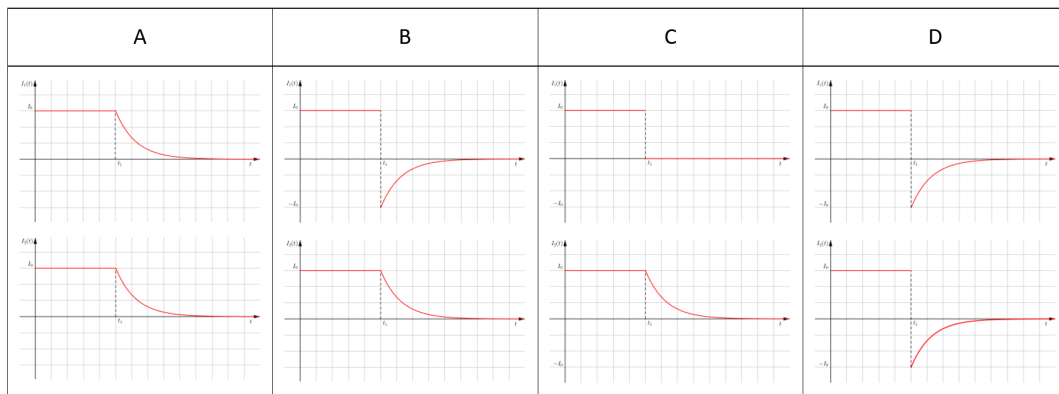 A B C D
I₁(t) I₁(t) I₁(t) I₁(t)
I₀ I₀ I₀ I₀
t₁ t t₁ t t₁ t t₁ t
−I₀ −I₀ −I₀
I₂(t) I₂(t) I₂(t) I₂(t)
I₀ I₀ I₀ I₀
t₁ t t₁ t t₁ t t₁ t
−I₀ −I₀